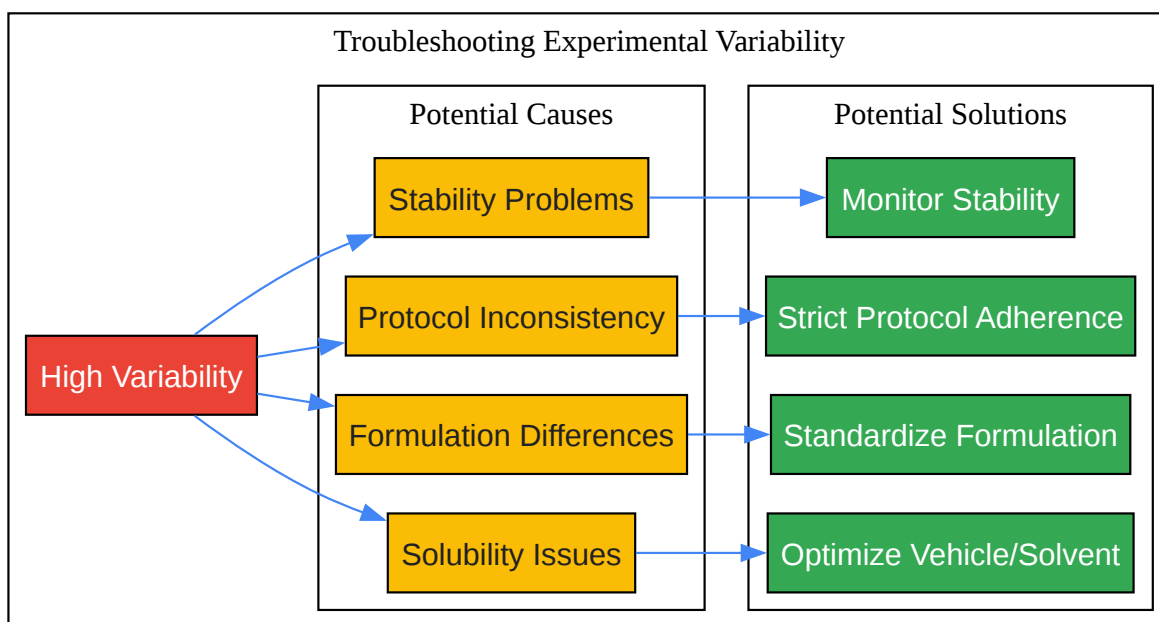 Troubleshooting Experimental Variability
Potential Causes
Potential Solutions
Stability Problems
Monitor Stability
Protocol Inconsistency
Strict Protocol Adherence
High Variability
Formulation Differences
Standardize Formulation
Solubility Issues
Optimize Vehicle/Solvent